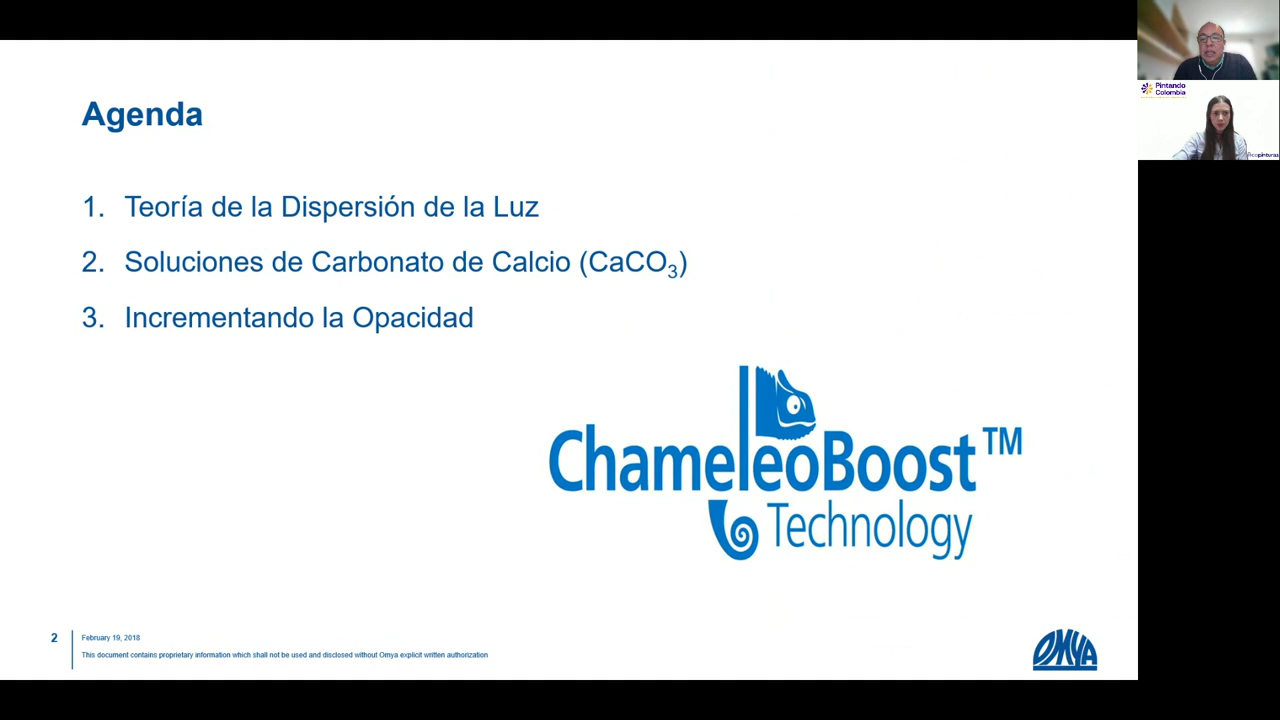 Agenda
1. Teoría de la Dispersión de la Luz
2. Soluciones de Carbonato de Calcio (CaCO₃)
3. Incrementando la Opacidad
ChameleoBoost™
Technology
2
February 19, 2018
This document contains proprietary information which shall not be used and disclosed without Omya explicit written authorization
OMYA
Pintando
Colombia